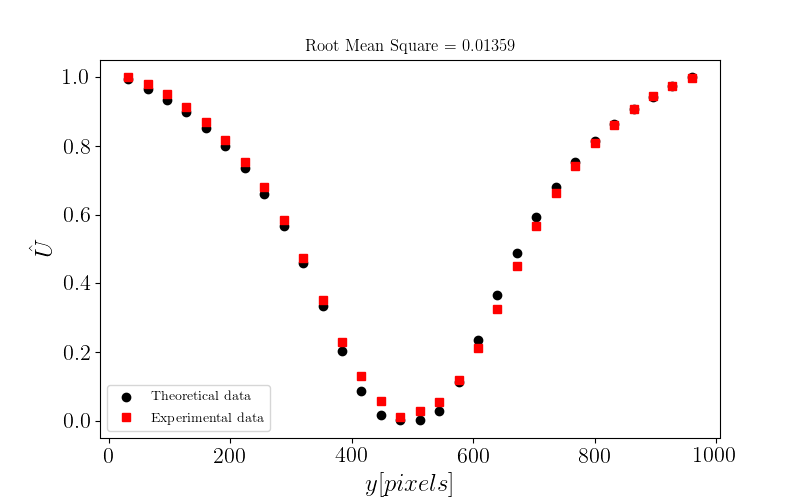 Root Mean Square = 0.01359
1.0
0.8
0.6
0.4
0.2
0.0
Û
Theoretical data
Experimental data
0 200 400 600 800 1000
y[pixels]